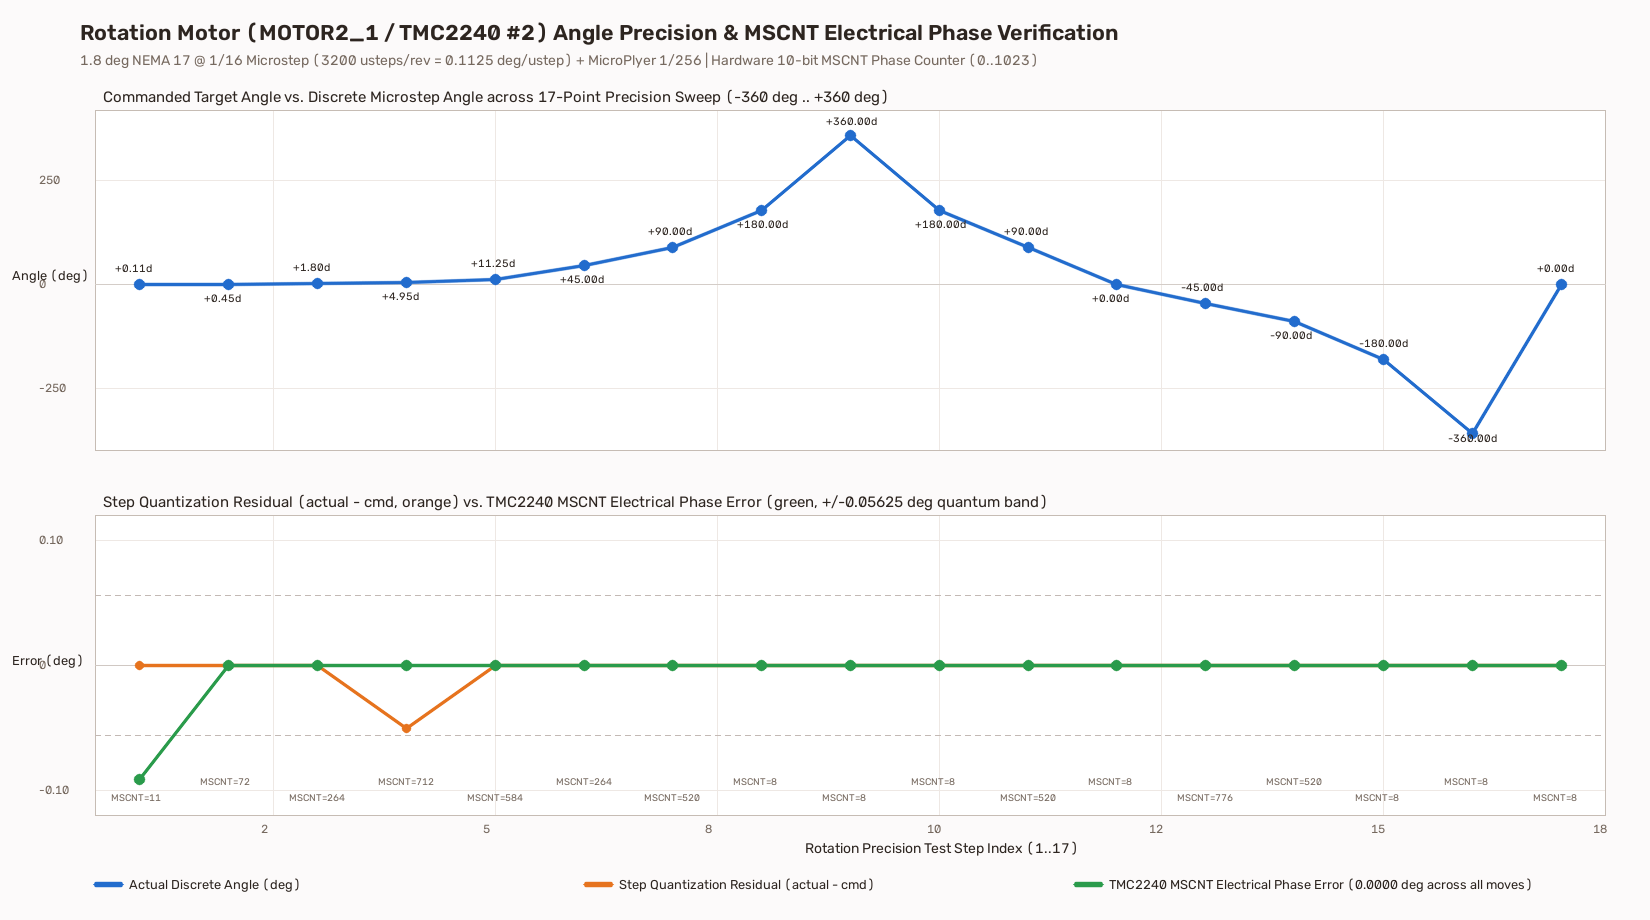 Rotation Motor (MOTOR2_1 / TMC2240 #2) Angle Precision & MSCNT Electrical Phase Verification
1.8 deg NEMA 17 @ 1/16 Microstep (3200 usteps/rev = 0.1125 deg/ustep) + MicroPlyer 1/256 | Hardware 10-bit MSCNT Phase Counter (0..1023)
Commanded Target Angle vs. Discrete Microstep Angle across 17-Point Precision Sweep (-360 deg .. +360 deg)
+360.00d
250
+180.00d
+180.00d
+90.00d
+90.00d
+11.25d
+1.80d
+0.11d
+0.00d
Angle (deg)
0
+45.00d
-45.00d
+4.95d
+0.45d
+0.00d
-90.00d
-180.00d
-250
-360.00d
Step Quantization Residual (actual - cmd, orange) vs. TMC2240 MSCNT Electrical Phase Error (green, +/-0.05625 deg quantum band)
0.10
Error (deg)
0
-0.10
MSCNT=72
MSCNT=712
MSCNT=264
MSCNT=8
MSCNT=8
MSCNT=8
MSCNT=520
MSCNT=8
MSCNT=11
MSCNT=264
MSCNT=584
MSCNT=520
MSCNT=8
MSCNT=520
MSCNT=776
MSCNT=8
MSCNT=8
2
5
8
10
12
15
18
Rotation Precision Test Step Index (1..17)
Actual Discrete Angle (deg)
Step Quantization Residual (actual - cmd)
TMC2240 MSCNT Electrical Phase Error (0.0000 deg across all moves)